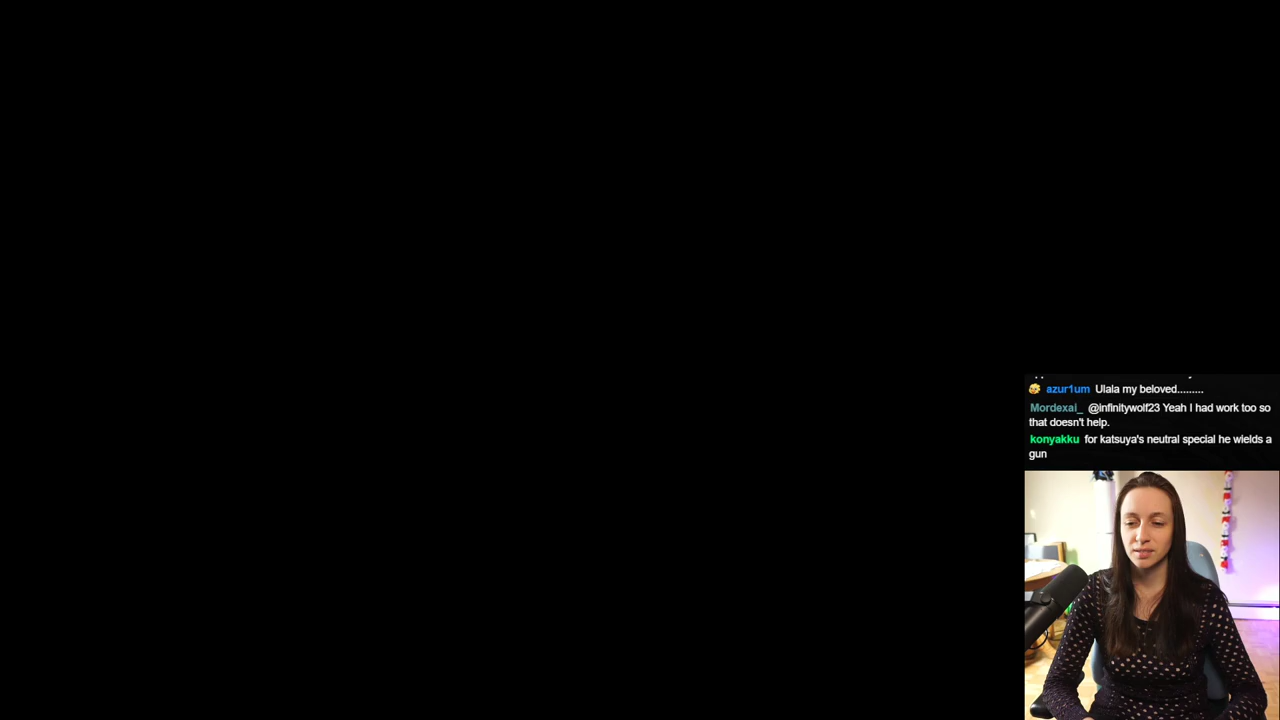 azur1um Ulala my beloved.........
Mordexai_ @infinitywolf23 Yeah I had work too so
that doesn't help.
konyakku for katsuya's neutral special he wields a
gun